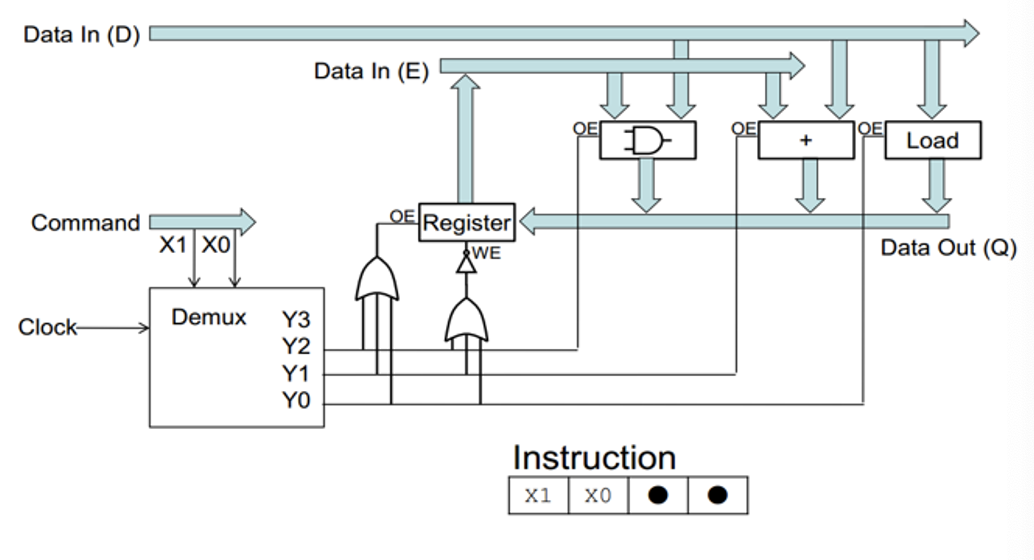 Data In (D)
Data In (E)
OE
OE
+
OE
Load
Command
X1
X0
OE
Register
WE
Data Out (Q)
Clock
Demux
Y3
Y2
Y1
Y0
Instruction
X1 X0 ● ●